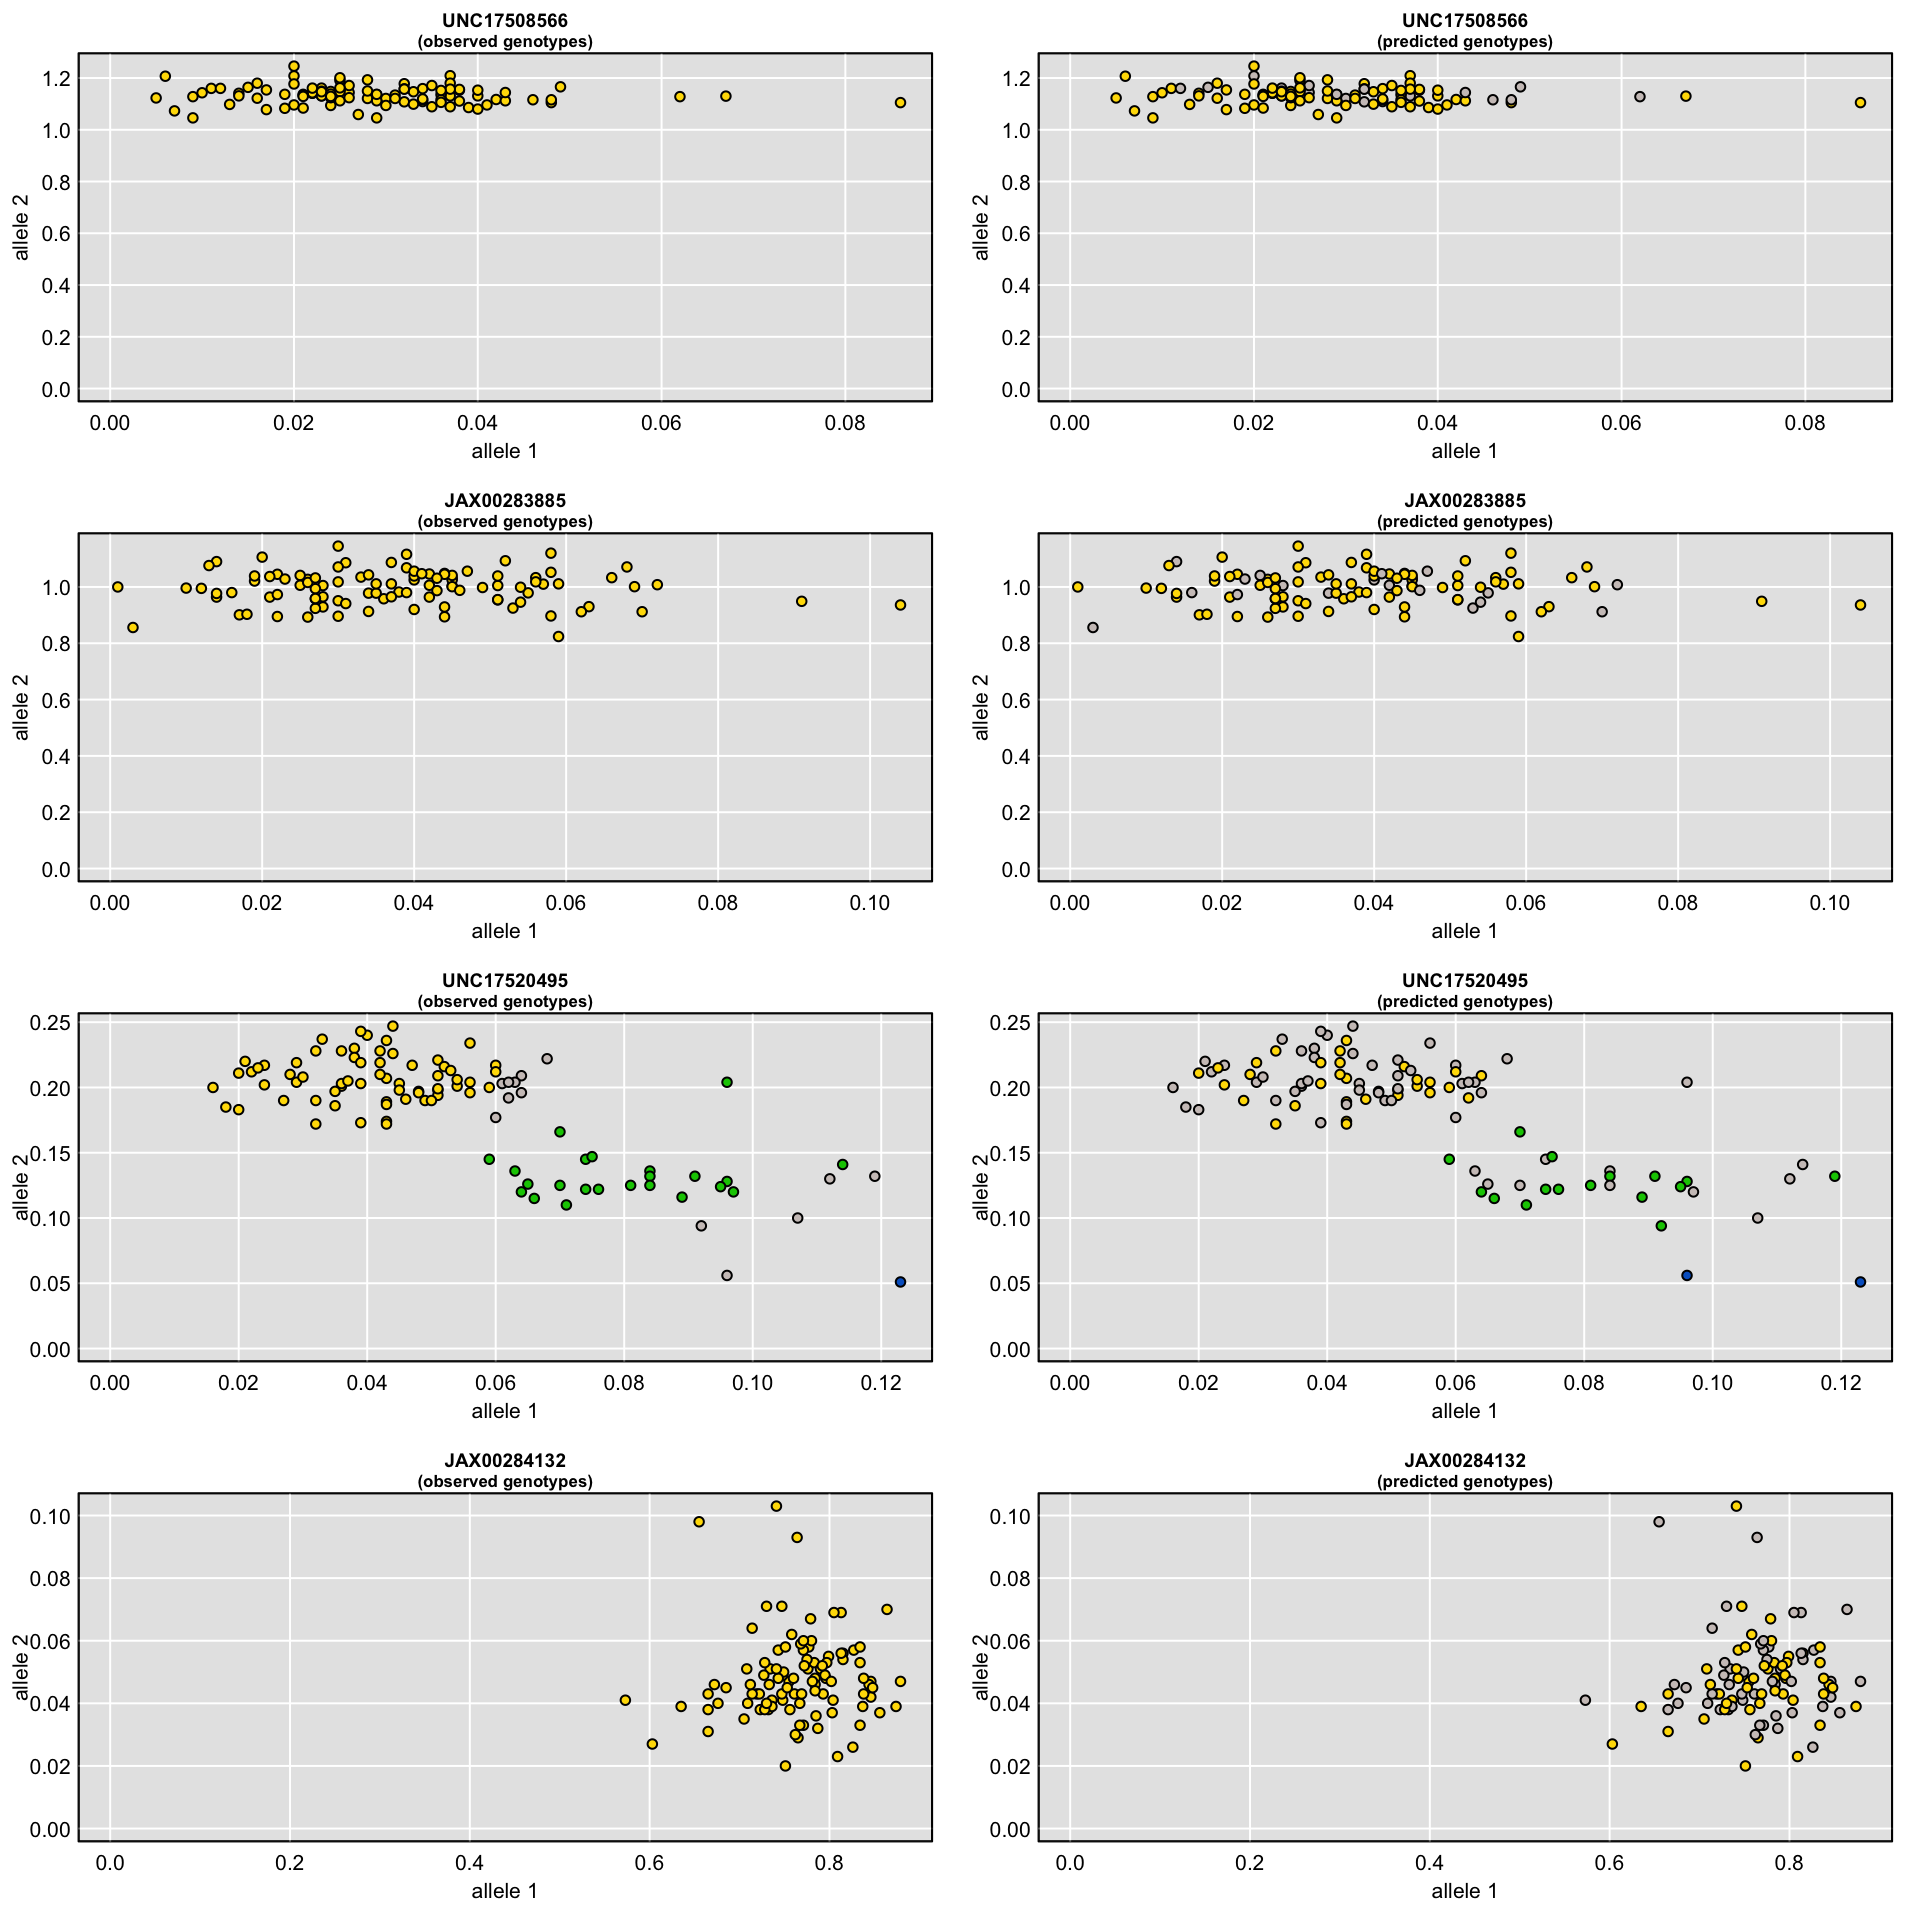 UNC17508566
(observed genotypes)
allele 2
1.2
1.0
0.8
0.6
0.4
0.2
0.0
0.00 0.02 0.04 0.06 0.08
allele 1
UNC17508566
(predicted genotypes)
allele 2
1.2
1.0
0.8
0.6
0.4
0.2
0.0
0.00 0.02 0.04 0.06 0.08
allele 1
JAX00283885
(observed genotypes)
allele 2
1.0
0.8
0.6
0.4
0.2
0.0
0.00 0.02 0.04 0.06 0.08 0.10
allele 1
JAX00283885
(predicted genotypes)
allele 2
1.0
0.8
0.6
0.4
0.2
0.0
0.00 0.02 0.04 0.06 0.08 0.10
allele 1
UNC17520495
(observed genotypes)
allele 2
0.25
0.20
0.15
0.10
0.05
0.00
0.00 0.02 0.04 0.06 0.08 0.10 0.12
allele 1
UNC17520495
(predicted genotypes)
allele 2
0.25
0.20
0.15
0.10
0.05
0.00
0.00 0.02 0.04 0.06 0.08 0.10 0.12
allele 1
JAX00284132
(observed genotypes)
allele 2
0.10
0.08
0.06
0.04
0.02
0.00
0.0 0.2 0.4 0.6 0.8
allele 1
JAX00284132
(predicted genotypes)
allele 2
0.10
0.08
0.06
0.04
0.02
0.00
0.0 0.2 0.4 0.6 0.8
allele 1